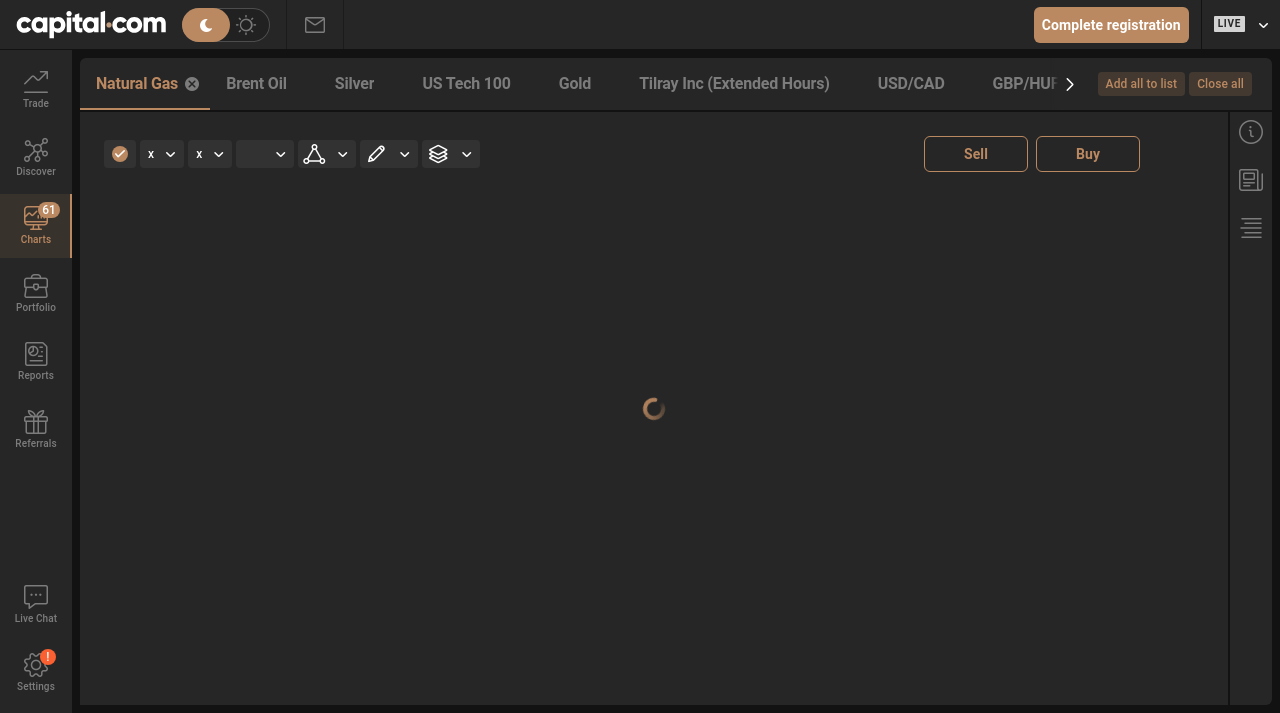 capital.com
Complete registration
LIVE
Trade
Discover
61
Charts
Portfolio
Reports
Referrals
Live Chat
!
Settings
Natural Gas
Brent Oil
Silver
US Tech 100
Gold
Tilray Inc (Extended Hours)
USD/CAD
GBP/HUF
Add all to list
Close all
x
x
Sell
Buy